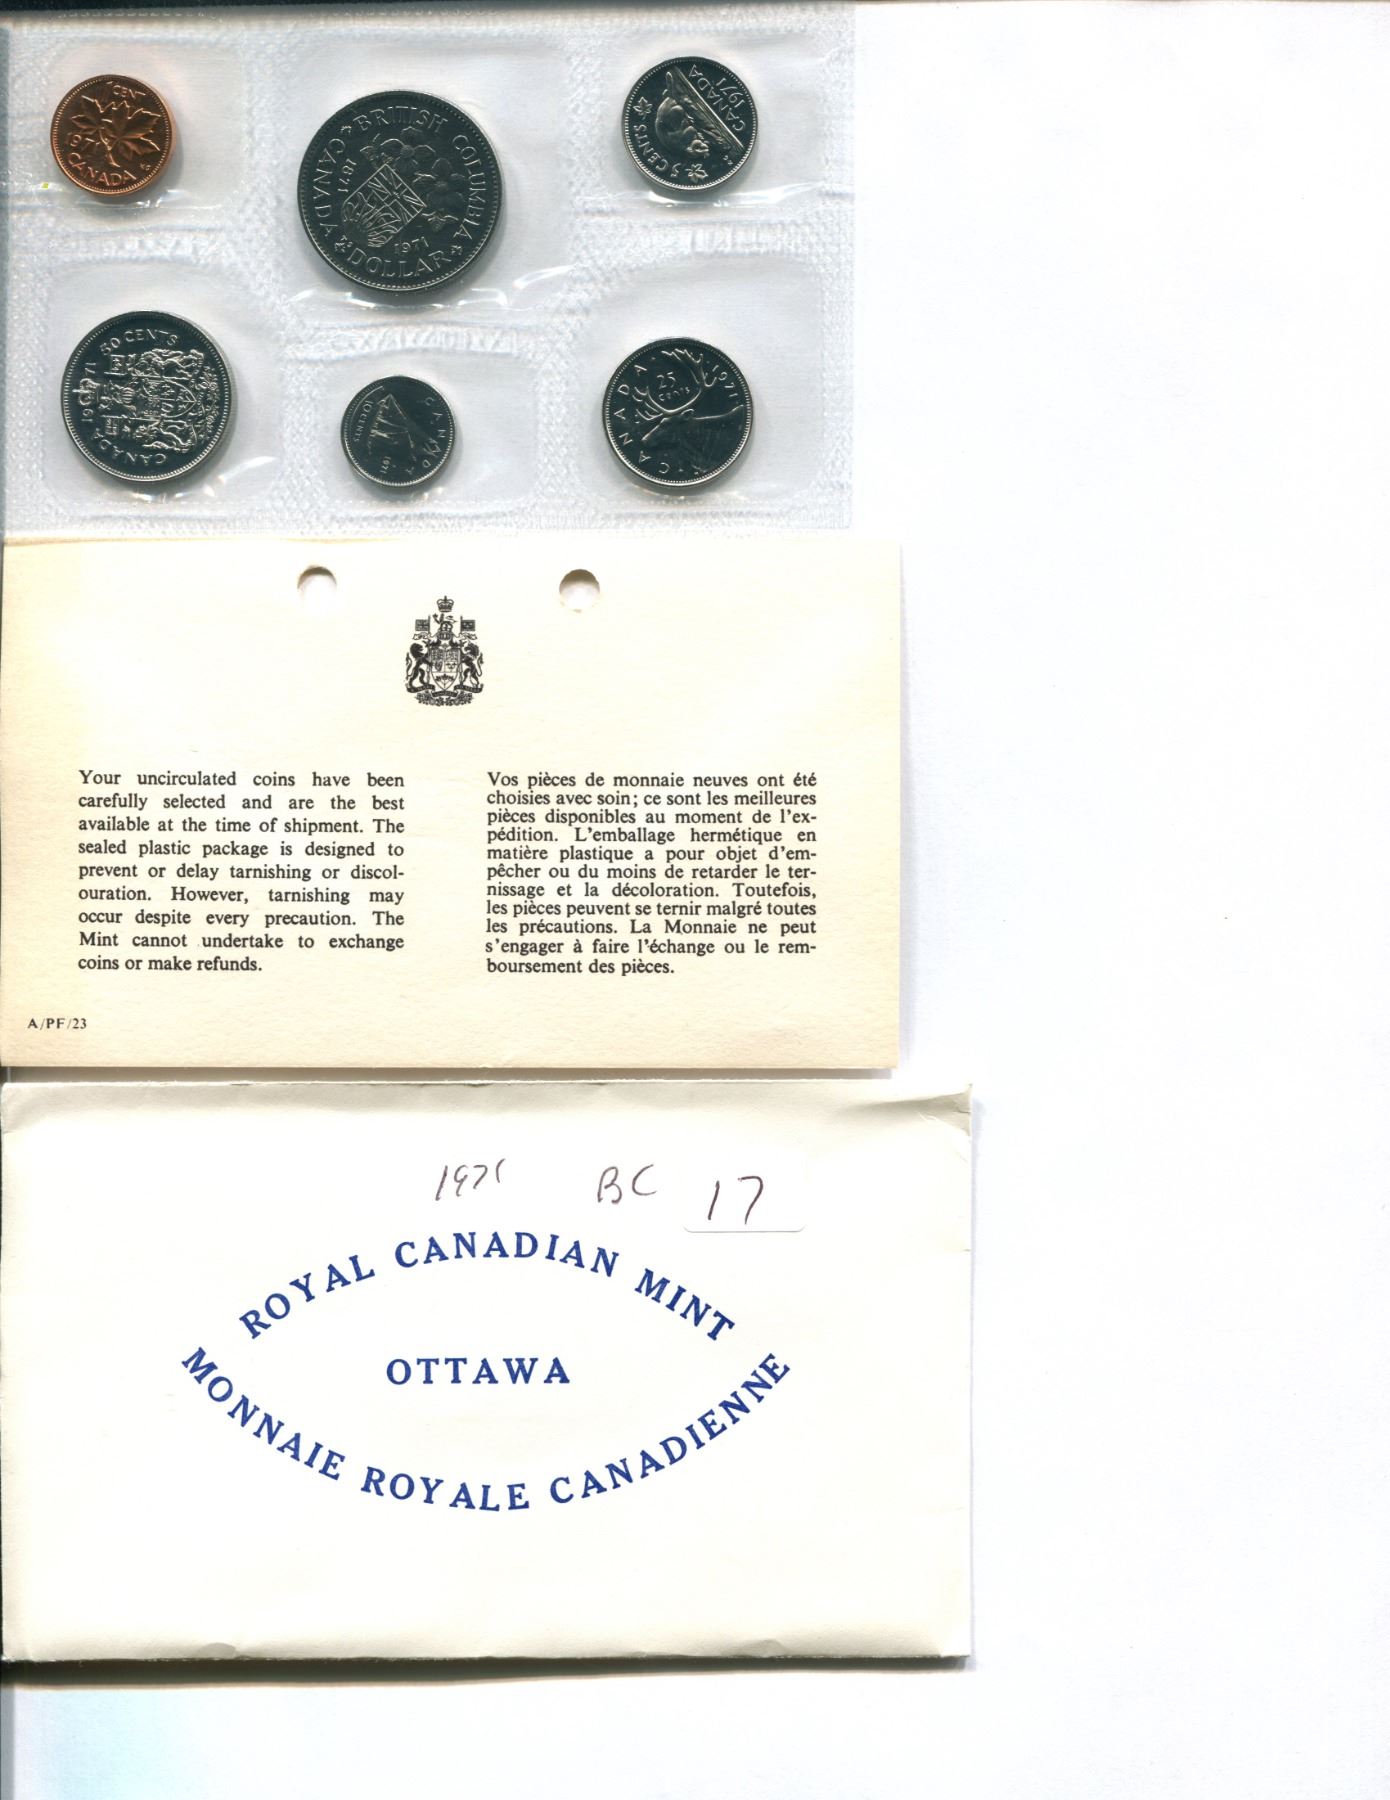 1 CENT
1971
CANADA
BRITISH COLUMBIA
CANADA
1871
1971
DOLLAR
5 CENTS
CANADA
1971
50 CENTS
1971
CANADA
CANADA
10 CENTS
1971
CANADA
25
CENTS
1971
Your uncirculated coins have been
carefully selected and are the best
available at the time of shipment. The
sealed plastic package is designed to
prevent or delay tarnishing or discol-
ouration. However, tarnishing may
occur despite every precaution. The
Mint cannot undertake to exchange
coins or make refunds.
Vos pièces de monnaie neuves ont été
choisies avec soin; ce sont les meilleures
pièces disponibles au moment de l'ex-
pédition. L'emballage hermétique en
matière plastique a pour objet d'em-
pêcher ou du moins de retarder le ter-
nissage et la décoloration. Toutefois,
les pièces peuvent se ternir malgré toutes
les précautions. La Monnaie ne peut
s'engager à faire l'échange ou le rem-
boursement des pièces.
A/PF/23
1971 BC 17
ROYAL CANADIAN MINT
OTTAWA
MONNAIE ROYALE CANADIENNE